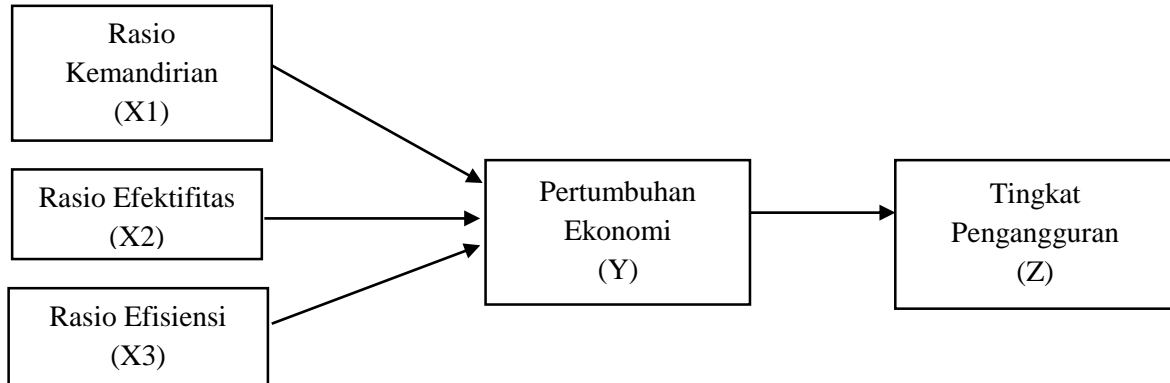 Rasio
Kemandirian
(X1)
Rasio Efektifitas
(X2)
Rasio Efisiensi
(X3)
Pertumbuhan
Ekonomi
(Y)
Tingkat
Pengangguran
(Z)